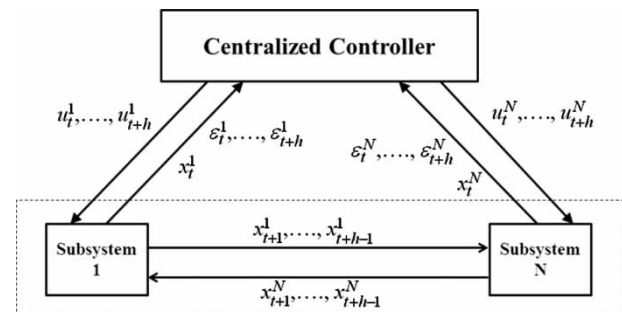 Centralized Controller
u_t^1,...., u_{t+h}^1
ε_t^1,...., ε_{t+h}^1
x_t^1
ε_t^N,...., ε_{t+h}^N
x_t^N
u_t^N,...., u_{t+h}^N
Subsystem
1
x_{t+1}^1,...., x_{t+h-1}^1
x_{t+1}^N,...., x_{t+h-1}^N
Subsystem
N